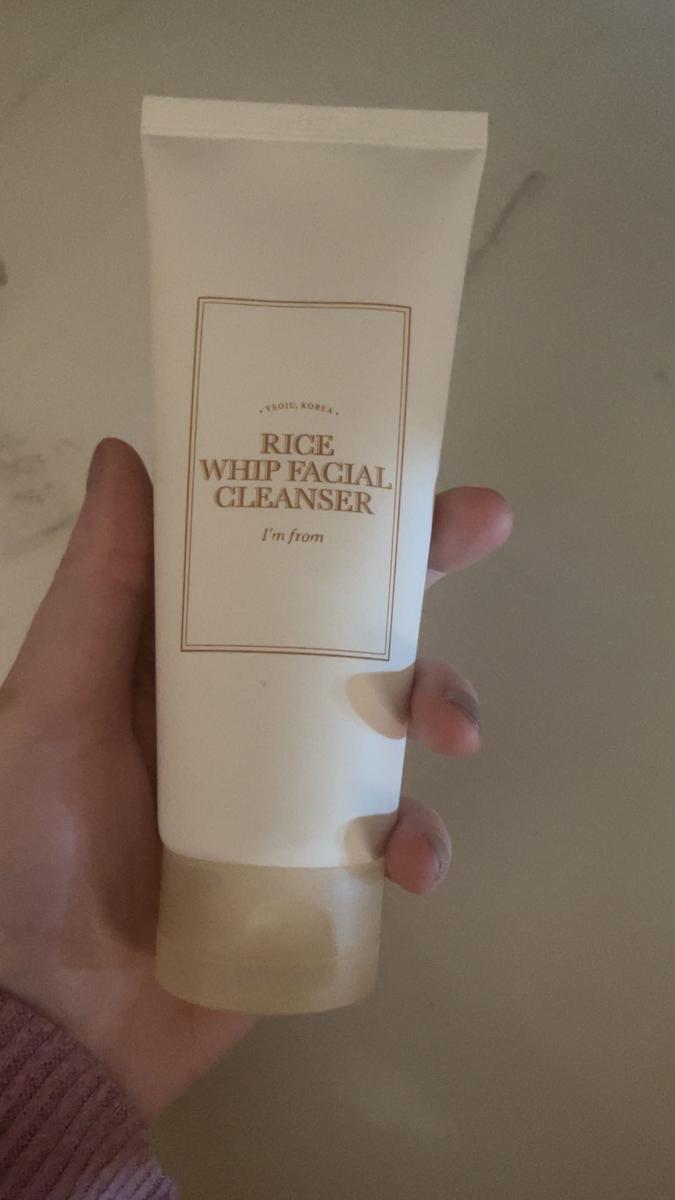 • YEOJU, KOREA •
RICE
WHIP FACIAL
CLEANSER
I'm from